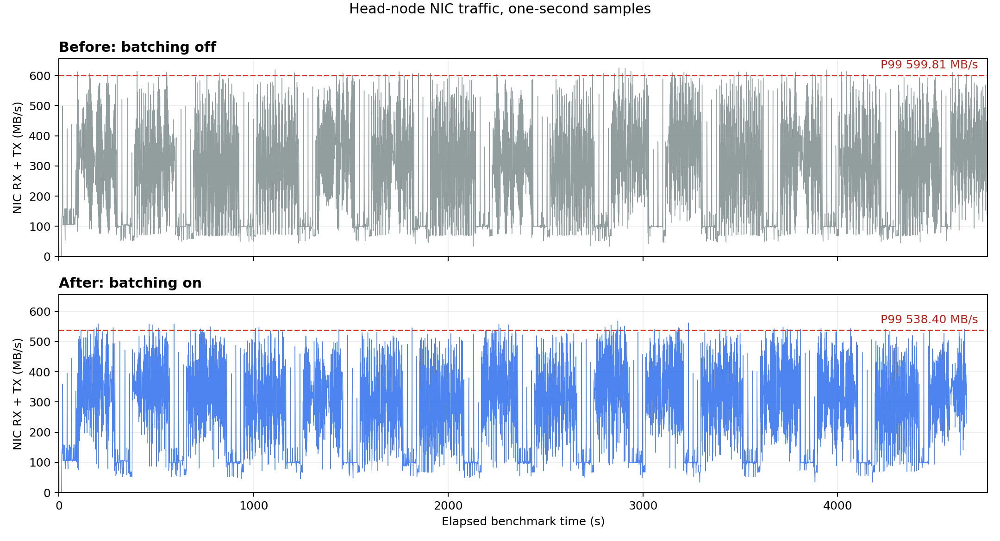 Head-node NIC traffic, one-second samples
Before: batching off
P99 599.81 MB/s
NIC RX + TX (MB/s)
600
500
400
300
200
100
0
After: batching on
P99 538.40 MB/s
NIC RX + TX (MB/s)
600
500
400
300
200
100
0
0 1000 2000 3000 4000
Elapsed benchmark time (s)